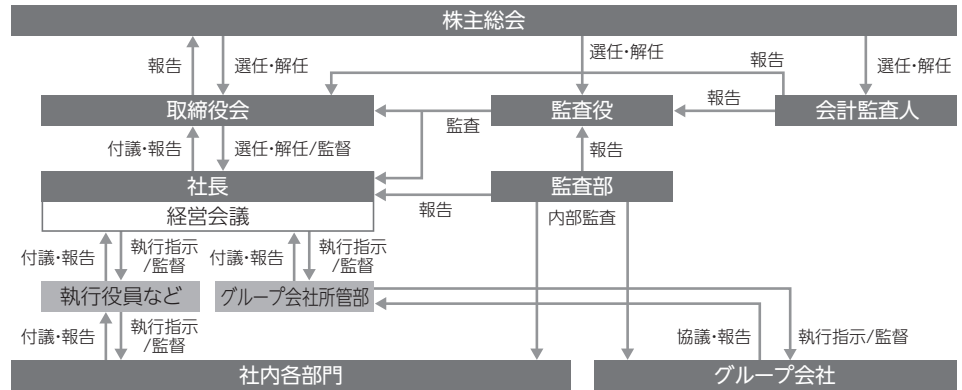 株主総会
報告
選任・解任
選任・解任
報告
選任・解任
取締役会
監査役
報告
会計監査人
監査
付議・報告
選任・解任/監督
報告
社長
監査部
経営会議
報告
内部監査
付議・報告
執行指示
/監督
付議・報告
執行指示
/監督
執行役員など
グループ会社所管部
付議・報告
執行指示
/監督
協議・報告
執行指示/監督
社内各部門
グループ会社